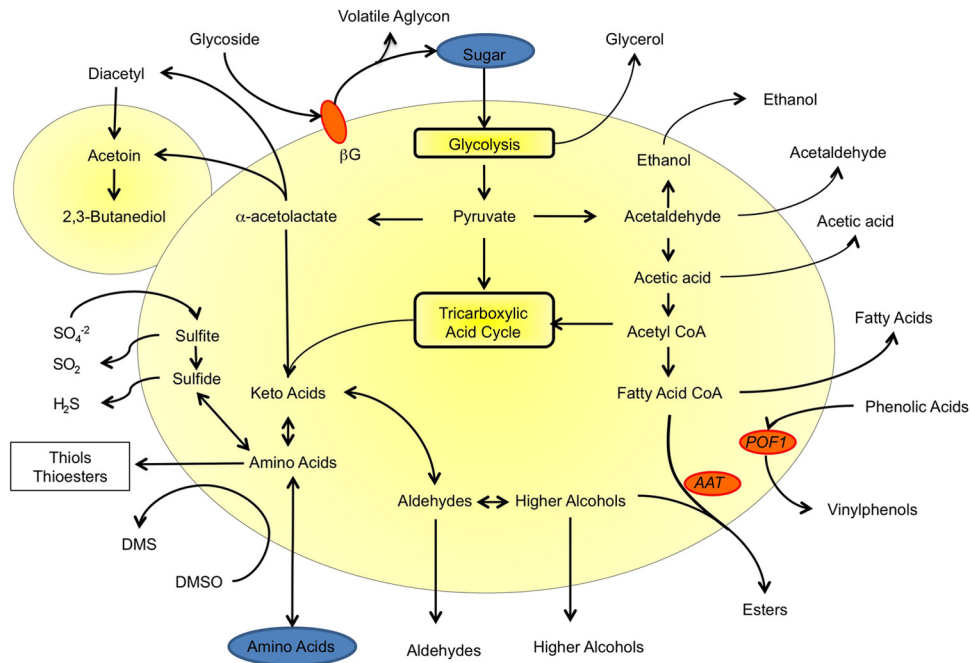 Volatile Aglycon
Glycoside
Sugar
Glycerol
Diacetyl
Ethanol
βG
Glycolysis
Acetoin
Ethanol
Acetaldehyde
2,3-Butanediol
α-acetolactate
Pyruvate
Acetaldehyde
Acetic acid
Acetic acid
SO4-2
Sulfite
Tricarboxylic
Acid Cycle
Acetyl CoA
Fatty Acids
SO2
Sulfide
Keto Acids
Fatty Acid CoA
H2S
Phenolic Acids
POF1
Thiols
Thioesters
Amino Acids
AAT
Aldehydes
Higher Alcohols
Vinylphenols
DMS
DMSO
Esters
Amino Acids
Aldehydes
Higher Alcohols